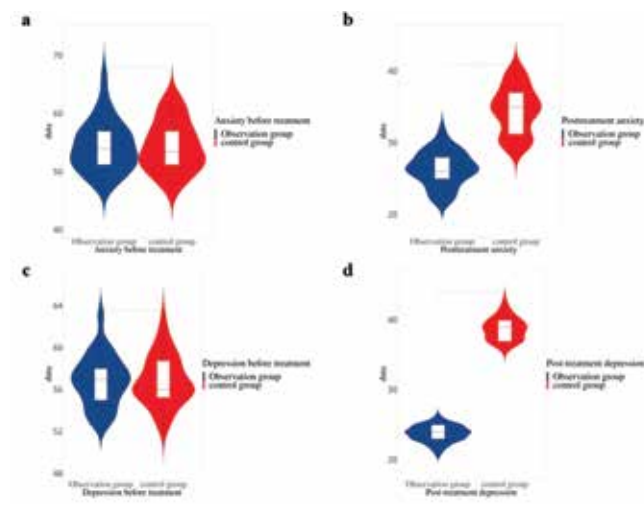 a
70
60
50
40
data
Observation group control group
Anxiety before treatment
Anxiety before treatment
Observation group
control group
b
40
30
20
data
Observation group control group
Posttreatment anxiety
Posttreatment anxiety
Observation group
control group
c
64
60
56
52
48
data
Observation group control group
Depression before treatment
Depression before treatment
Observation group
control group
d
40
30
20
data
Observation group control group
Post-treatment depression
Post-treatment depression
Observation group
control group